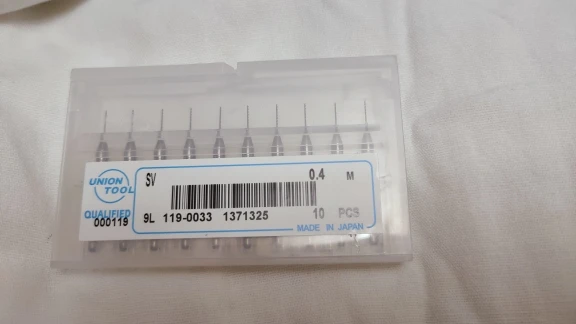 UNION
TOOL
QUALIFIED
000119
SV 0.4 M
9L 119-0033 1371325 10 PCS
MADE IN JAPAN